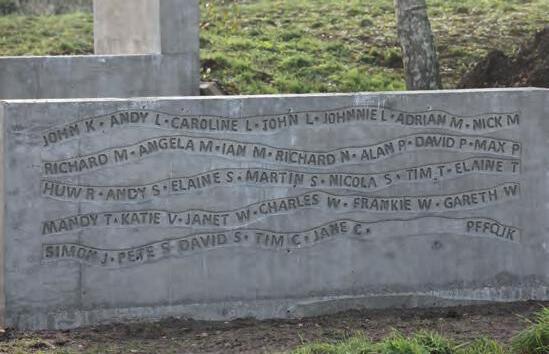 JOHN K · ANDY L · CAROLINE L · JOHN L · JOHNNIE L · ADRIAN M · NICK M
RICHARD M · ANGELA M · IAN M · RICHARD N · ALAN P · DAVID P · MAX P
HUW R · ANDY S · ELAINE S · MARTIN S · NICOLA S · TIM T · ELAINE T
MANDY T · KATIE V · JANET W · CHARLES W · FRANKIE W · GARETH W
SIMON J · PETE S DAVID S · TIM C · JANE C ·